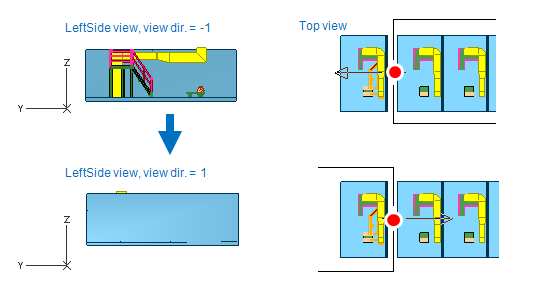 LeftSide view, view dir. = -1
Top view
Z
Y
LeftSide view, view dir. = 1
Z
Y